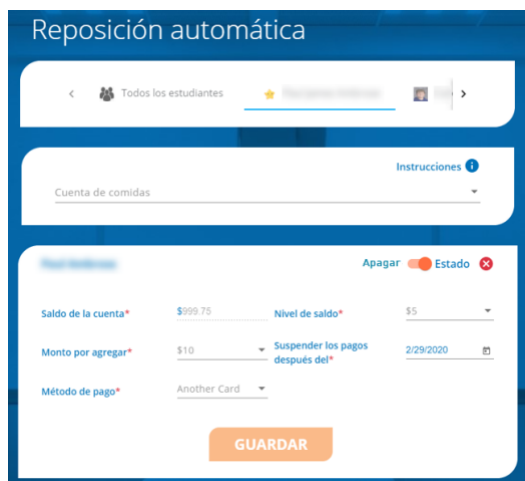 Reposición automática
Todos los estudiantes
Instrucciones
Cuenta de comidas
Apagar Estado
Saldo de la cuenta* $999.75 Nivel de saldo* $5
Monto por agregar* $10 Suspender los pagos después del* 2/29/2020
Método de pago* Another Card
GUARDAR